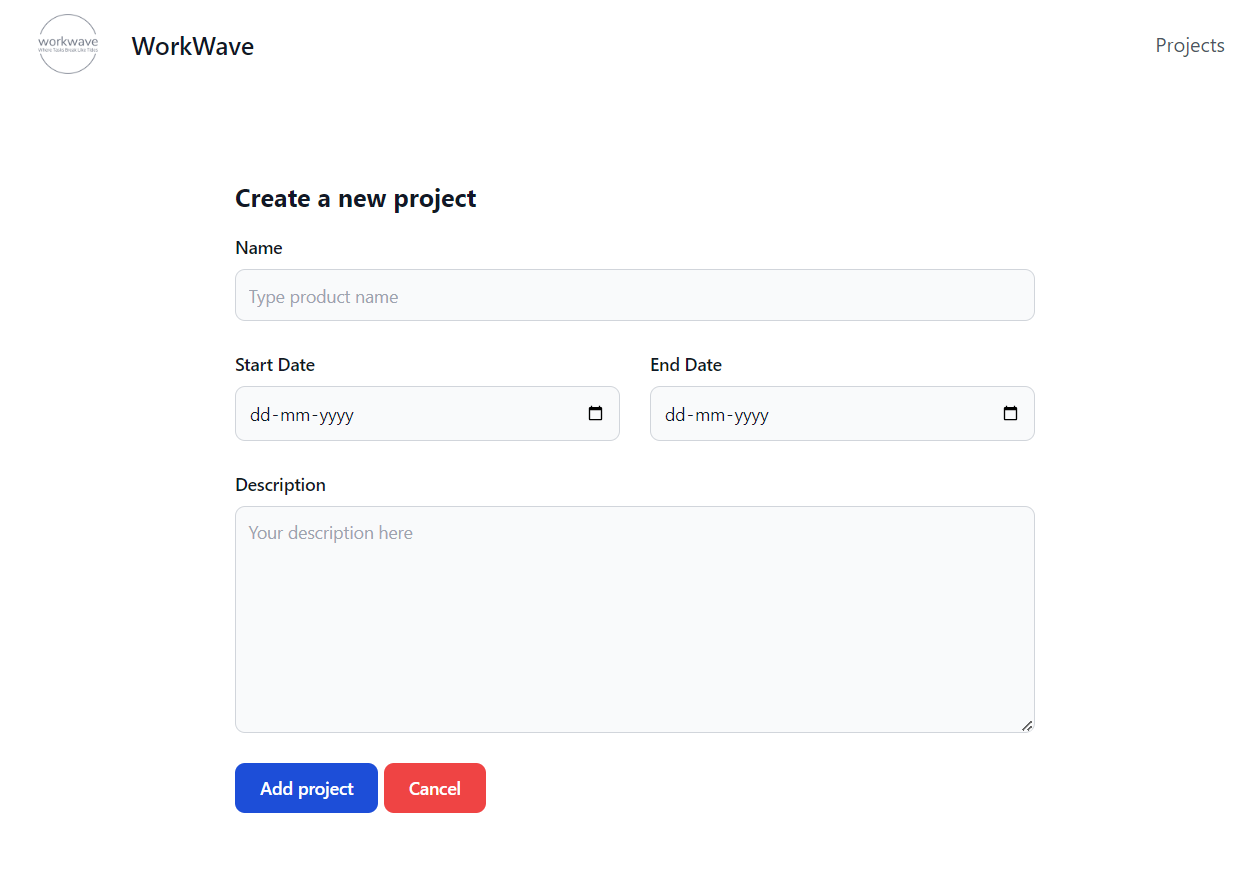 workwave
Where Tasks Break Like Tides
WorkWave
Projects
Create a new project
Name
Type product name
Start Date
End Date
dd-mm-yyyy
dd-mm-yyyy
Description
Your description here
Add project
Cancel